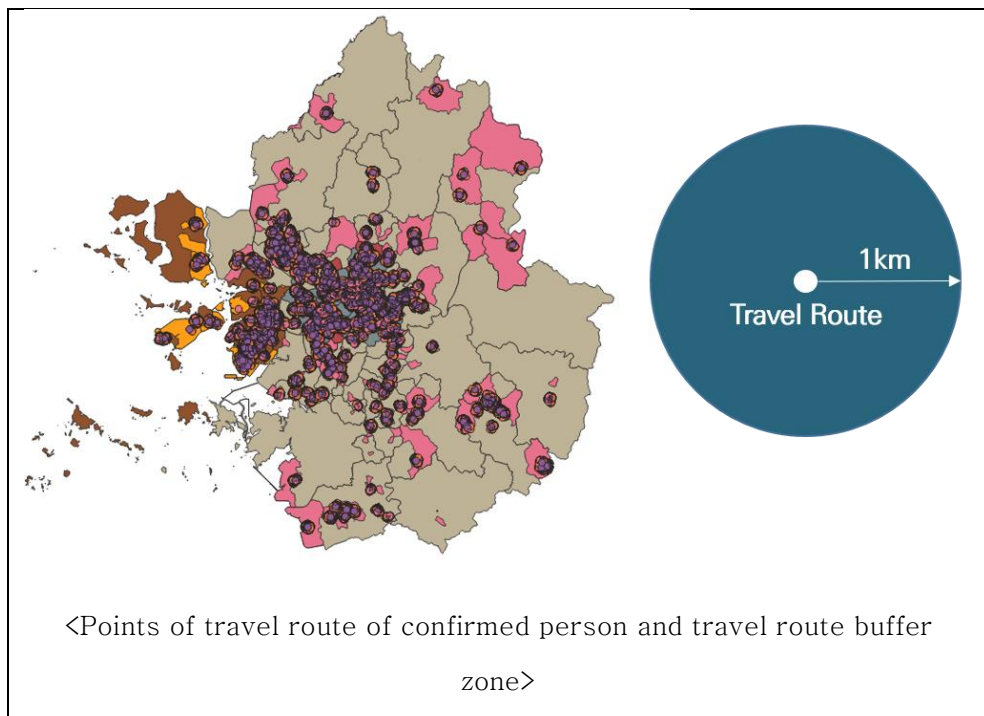 1km
Travel Route
<Points of travel route of confirmed person and travel route buffer
zone>